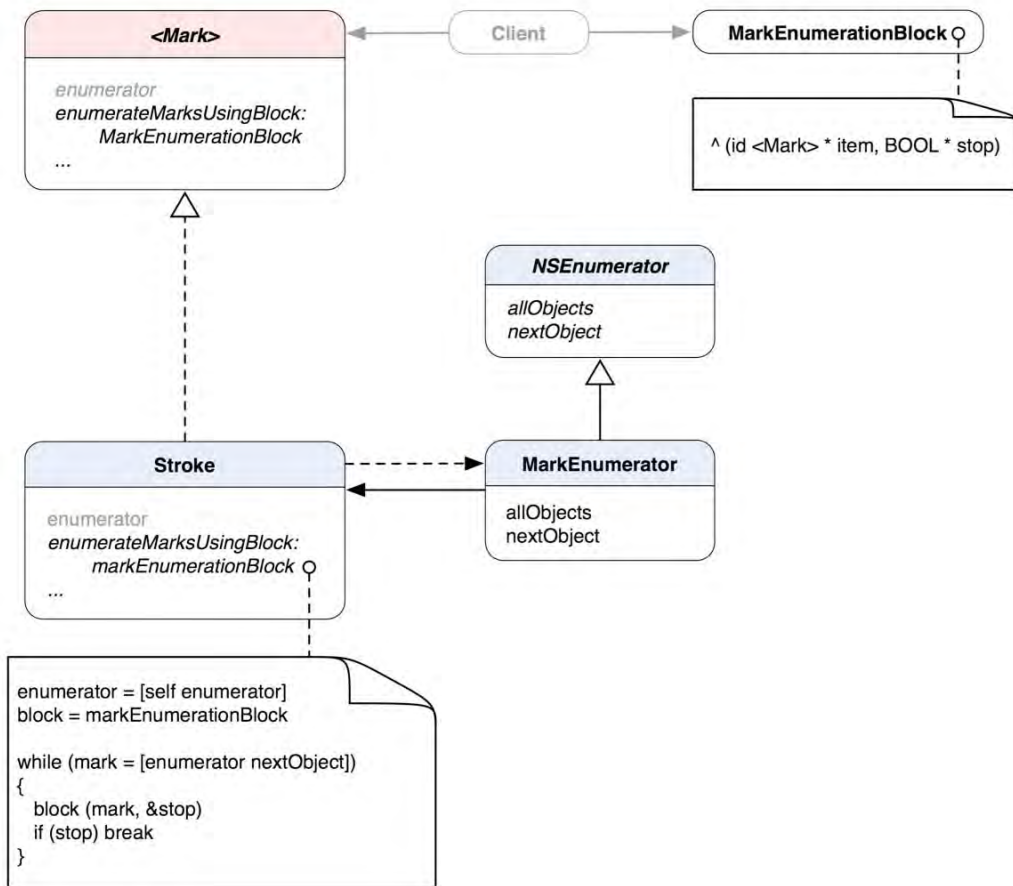 <Mark>
enumerator
enumerateMarksUsingBlock:
MarkEnumerationBlock
...
Client
MarkEnumerationBlock
^ (id <Mark> * item, BOOL * stop)
NSEnumerator
allObjects
nextObject
Stroke
enumerator
enumerateMarksUsingBlock:
markEnumerationBlock
...
MarkEnumerator
allObjects
nextObject
enumerator = [self enumerator]
block = markEnumerationBlock
while (mark = [enumerator nextObject])
{
block (mark, &stop)
if (stop) break
}